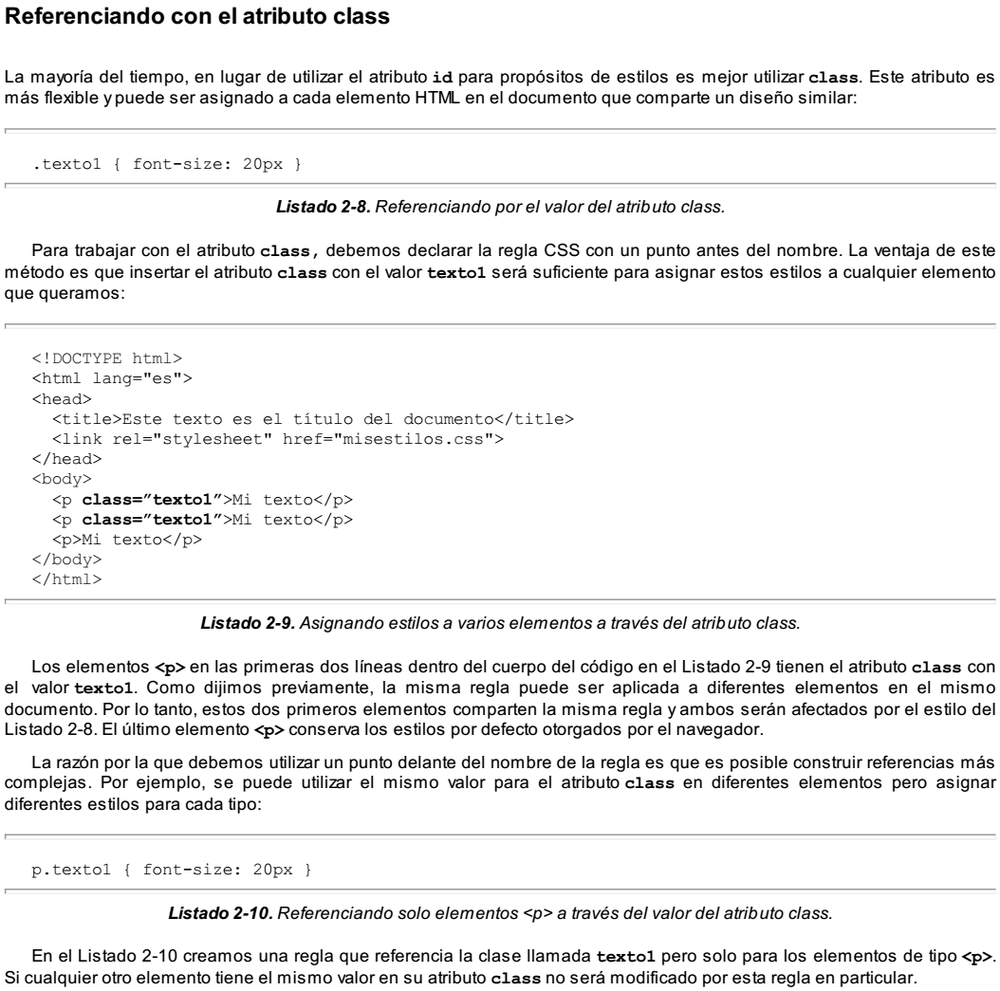 Referenciando con el atributo class
La mayoría del tiempo, en lugar de utilizar el atributo id para propósitos de estilos es mejor utilizar class. Este atributo es
más flexible y puede ser asignado a cada elemento HTML en el documento que comparte un diseño similar:
.texto1 { font-size: 20px }
Listado 2-8. Referenciando por el valor del atributo class.
Para trabajar con el atributo class, debemos declarar la regla CSS con un punto antes del nombre. La ventaja de este
método es que insertar el atributo class con el valor texto1 será suficiente para asignar estos estilos a cualquier elemento
que queramos:
<!DOCTYPE html>
<html lang="es">
<head>
<title>Este texto es el título del documento</title>
<link rel="stylesheet" href="misestilos.css">
</head>
<body>
<p class=”texto1”>Mi texto</p>
<p class=”texto1”>Mi texto</p>
<p>Mi texto</p>
</body>
</html>
Listado 2-9. Asignando estilos a varios elementos a través del atributo class.
Los elementos <p> en las primeras dos líneas dentro del cuerpo del código en el Listado 2-9 tienen el atributo class con
el valor texto1. Como dijimos previamente, la misma regla puede ser aplicada a diferentes elementos en el mismo
documento. Por lo tanto, estos dos primeros elementos comparten la misma regla y ambos serán afectados por el estilo del
Listado 2-8. El último elemento <p> conserva los estilos por defecto otorgados por el navegador.
La razón por la que debemos utilizar un punto delante del nombre de la regla es que es posible construir referencias más
complejas. Por ejemplo, se puede utilizar el mismo valor para el atributo class en diferentes elementos pero asignar
diferentes estilos para cada tipo:
p.texto1 { font-size: 20px }
Listado 2-10. Referenciando solo elementos <p> a través del valor del atributo class.
En el Listado 2-10 creamos una regla que referencia la clase llamada texto1 pero solo para los elementos de tipo <p>.
Si cualquier otro elemento tiene el mismo valor en su atributo class no será modificado por esta regla en particular.